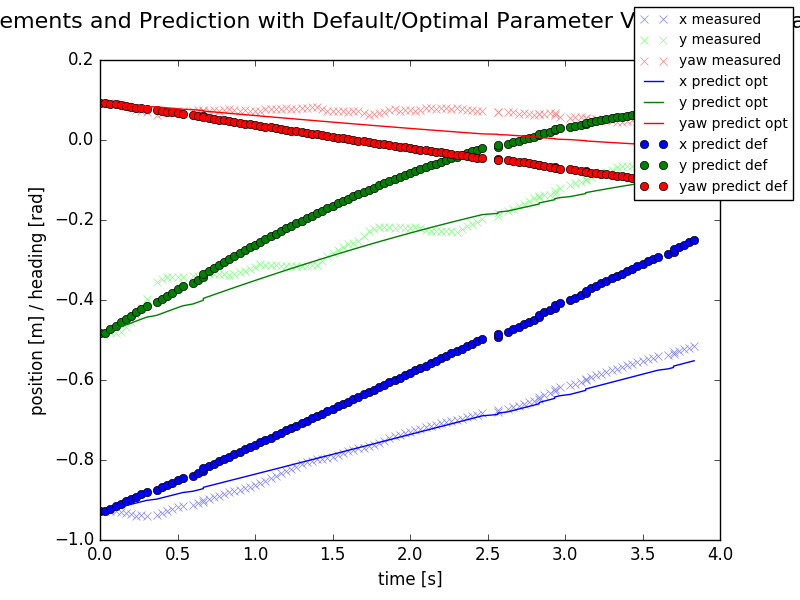 ements and Prediction with Default/Optimal Parameter V
x measured
y measured
yaw measured
x predict opt
y predict opt
yaw predict opt
x predict def
y predict def
yaw predict def
0.2
0.0
−0.2
−0.4
−0.6
−0.8
−1.0
position [m] / heading [rad]
0.0 0.5 1.0 1.5 2.0 2.5 3.0 3.5 4.0
time [s]